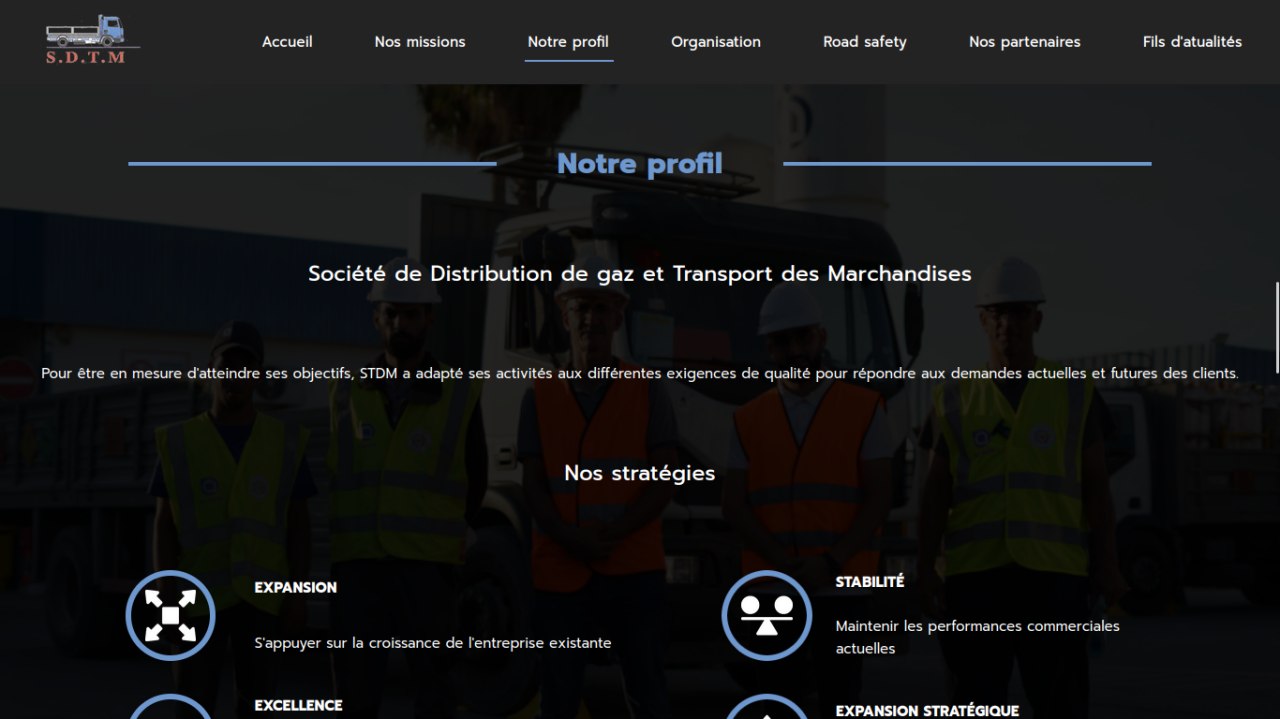 S.D.T.M
Accueil
Nos missions
Notre profil
Organisation
Road safety
Nos partenaires
Fils d'atualités
Notre profil
Société de Distribution de gaz et Transport des Marchandises
Pour être en mesure d'atteindre ses objectifs, STDM a adapté ses activités aux différentes exigences de qualité pour répondre aux demandes actuelles et futures des clients.
Nos stratégies
EXPANSION
S'appuyer sur la croissance de l'entreprise existante
STABILITÉ
Maintenir les performances commerciales
actuelles
EXCELLENCE
EXPANSION STRATÉGIQUE